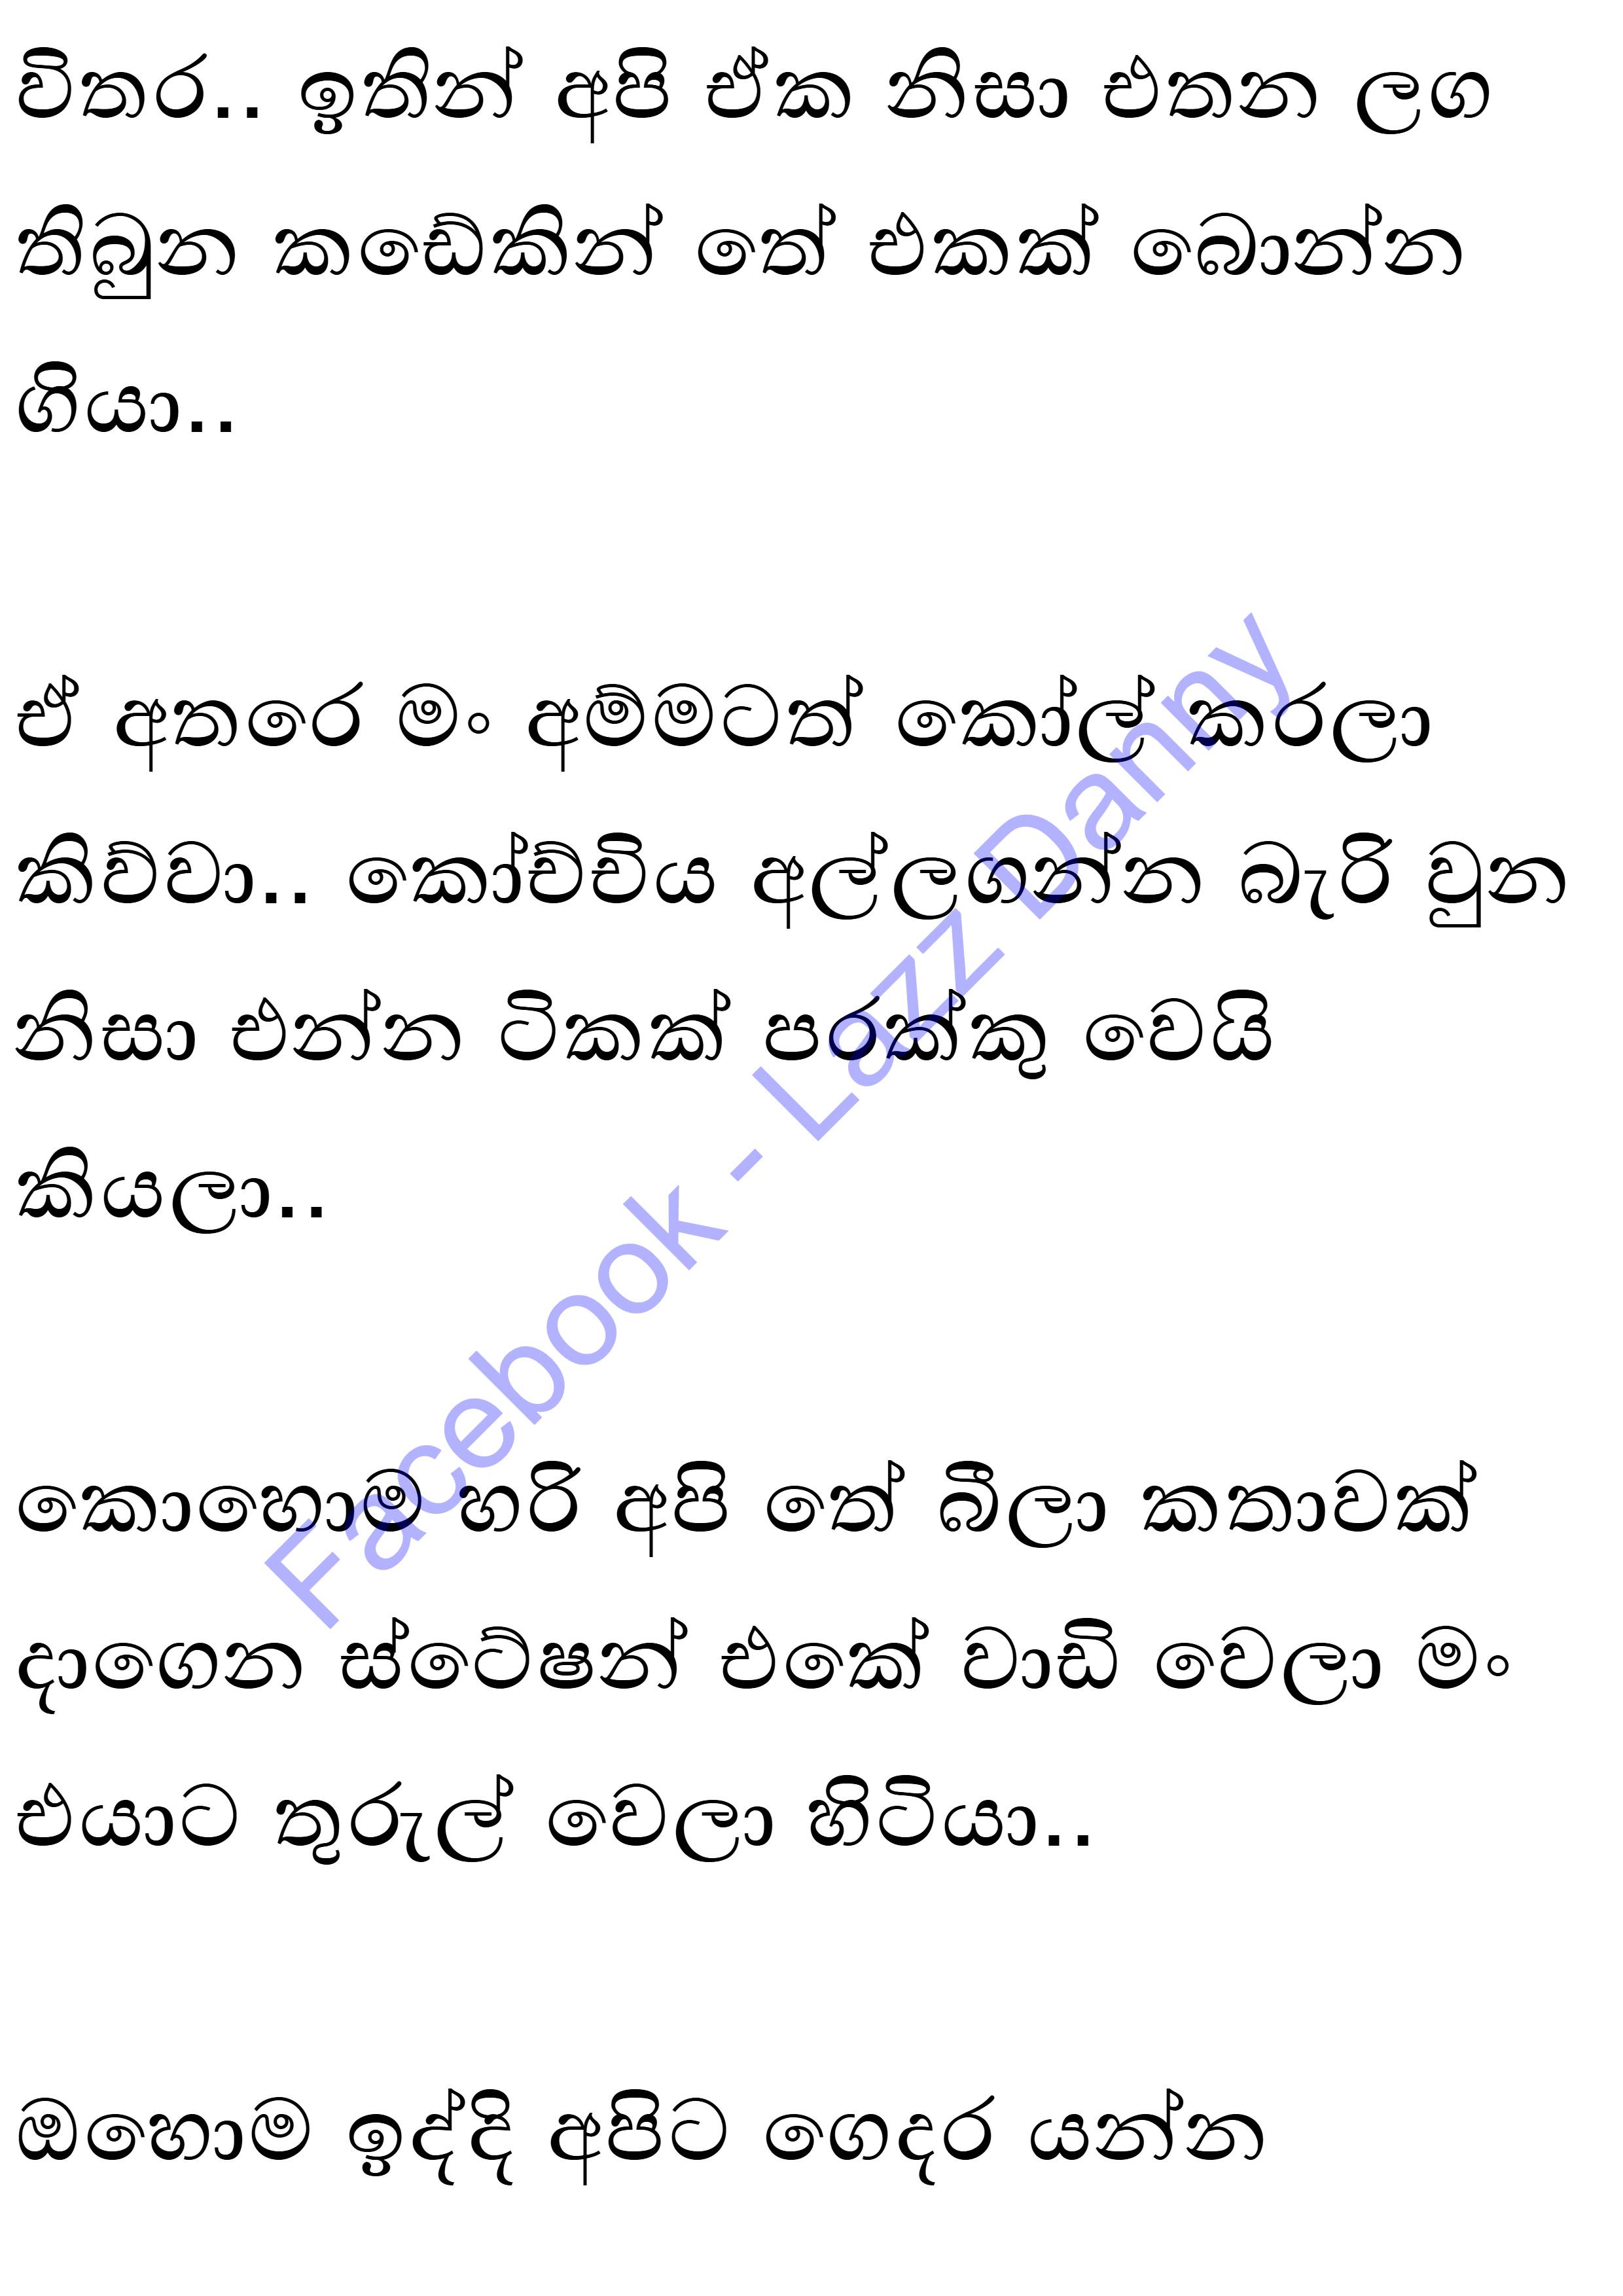 විතර.. ඉතින් අපි ඒක නිසා එතන ලග
තිබුන කඩේකින් තේ එකක් බොන්න
ගියා..
ඒ අතරෙ මං අම්මටත් කෝල් කරලා
කිව්වා.. කෝච්චිය අල්ලගන්න බැරි වුන
නිසා එන්න ටිකක් පරක්කු වෙයි
කියලා..
කොහොම හරි අපි තේ බීලා කතාවක්
දාගෙන ස්ටේෂන් එකේ වාඩි වෙලා මං
එයාට තුරුල් වෙලා හිටියා..
ඔහොම ඉද්දි අපිට ගෙදර යන්න
Facebook - Lazz Danny